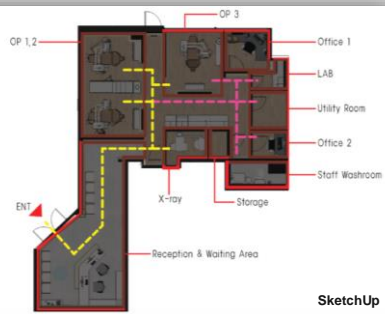 OP 3
OP 1,2
Office 1
LAB
Utility Room
Office 2
Staff Washroom
X-ray
Storage
ENT
Reception & Waiting Area
SketchUp